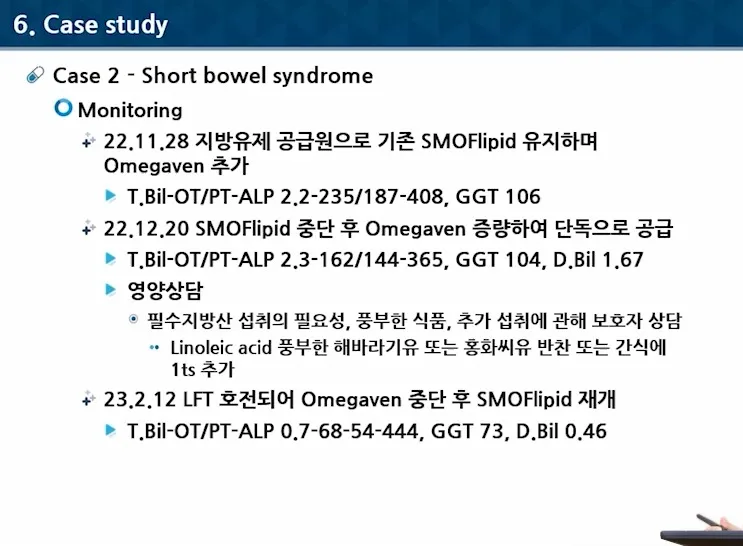 6. Case study
Case 2 - Short bowel syndrome
Monitoring
22.11.28 지방유제 공급원으로 기존 SMOFlipid 유지하며
Omegaven 추가
T.Bil-OT/PT-ALP 2.2-235/187-408, GGT 106
22.12.20 SMOFlipid 중단 후 Omegaven 증량하여 단독으로 공급
T.Bil-OT/PT-ALP 2.3-162/144-365, GGT 104, D.Bil 1.67
영양상담
필수지방산 섭취의 필요성, 풍부한 식품, 추가 섭취에 관해 보호자 상담
Linoleic acid 풍부한 해바라기유 또는 홍화씨유 반찬 또는 간식에
1ts 추가
23.2.12 LFT 호전되어 Omegaven 중단 후 SMOFlipid 재개
T.Bil-OT/PT-ALP 0.7-68-54-444, GGT 73, D.Bil 0.46